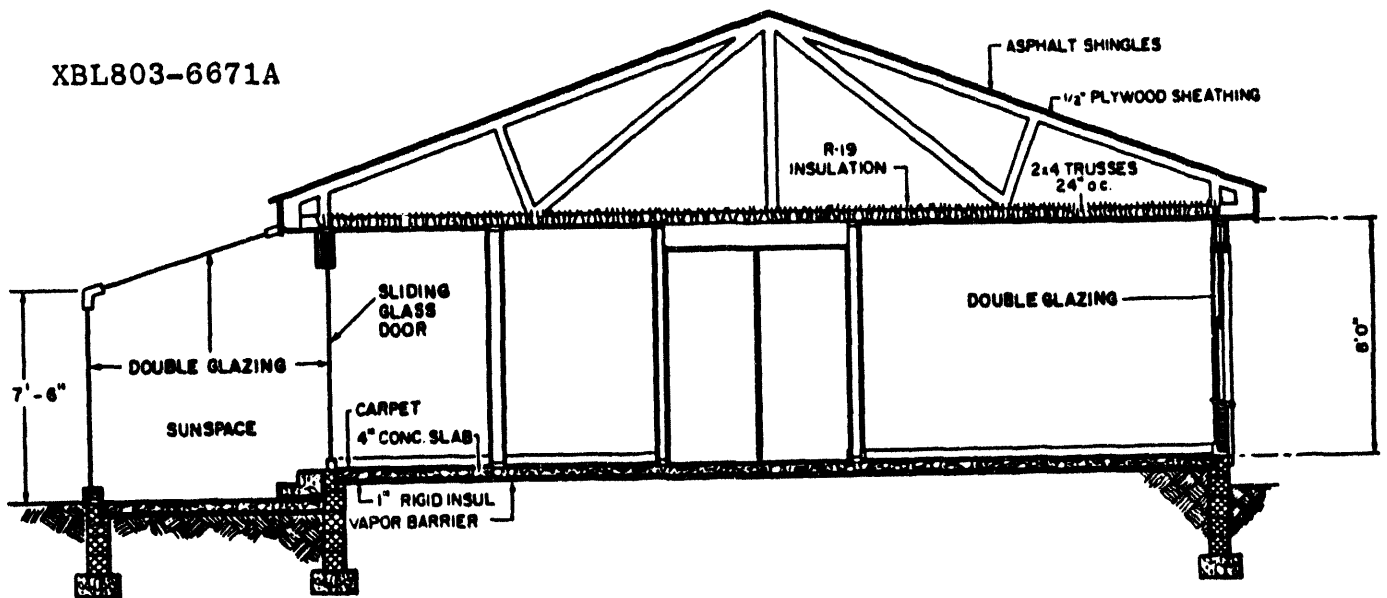 XBL803-6671A
ASPHALT SHINGLES
1/2" PLYWOOD SHEATHING
R-19
INSULATION
2x4 TRUSSES
24" o.c.
SLIDING
GLASS
DOOR
DOUBLE GLAZING
8'0"
DOUBLE GLAZING
7'-6"
SUNSPACE
CARPET
4" CONC. SLAB
1" RIGID INSUL
VAPOR BARRIER